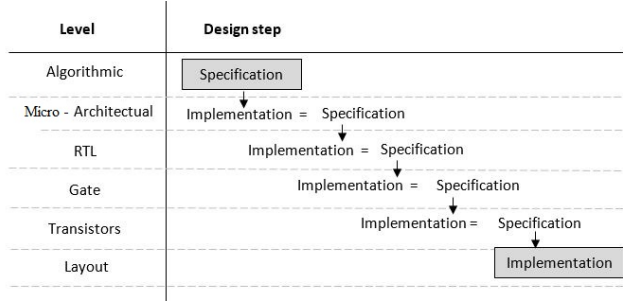 Level Design step
Algorithmic Specification
Micro - Architectual Implementation = Specification
RTL Implementation = Specification
Gate Implementation = Specification
Transistors Implementation = Specification
Layout Implementation